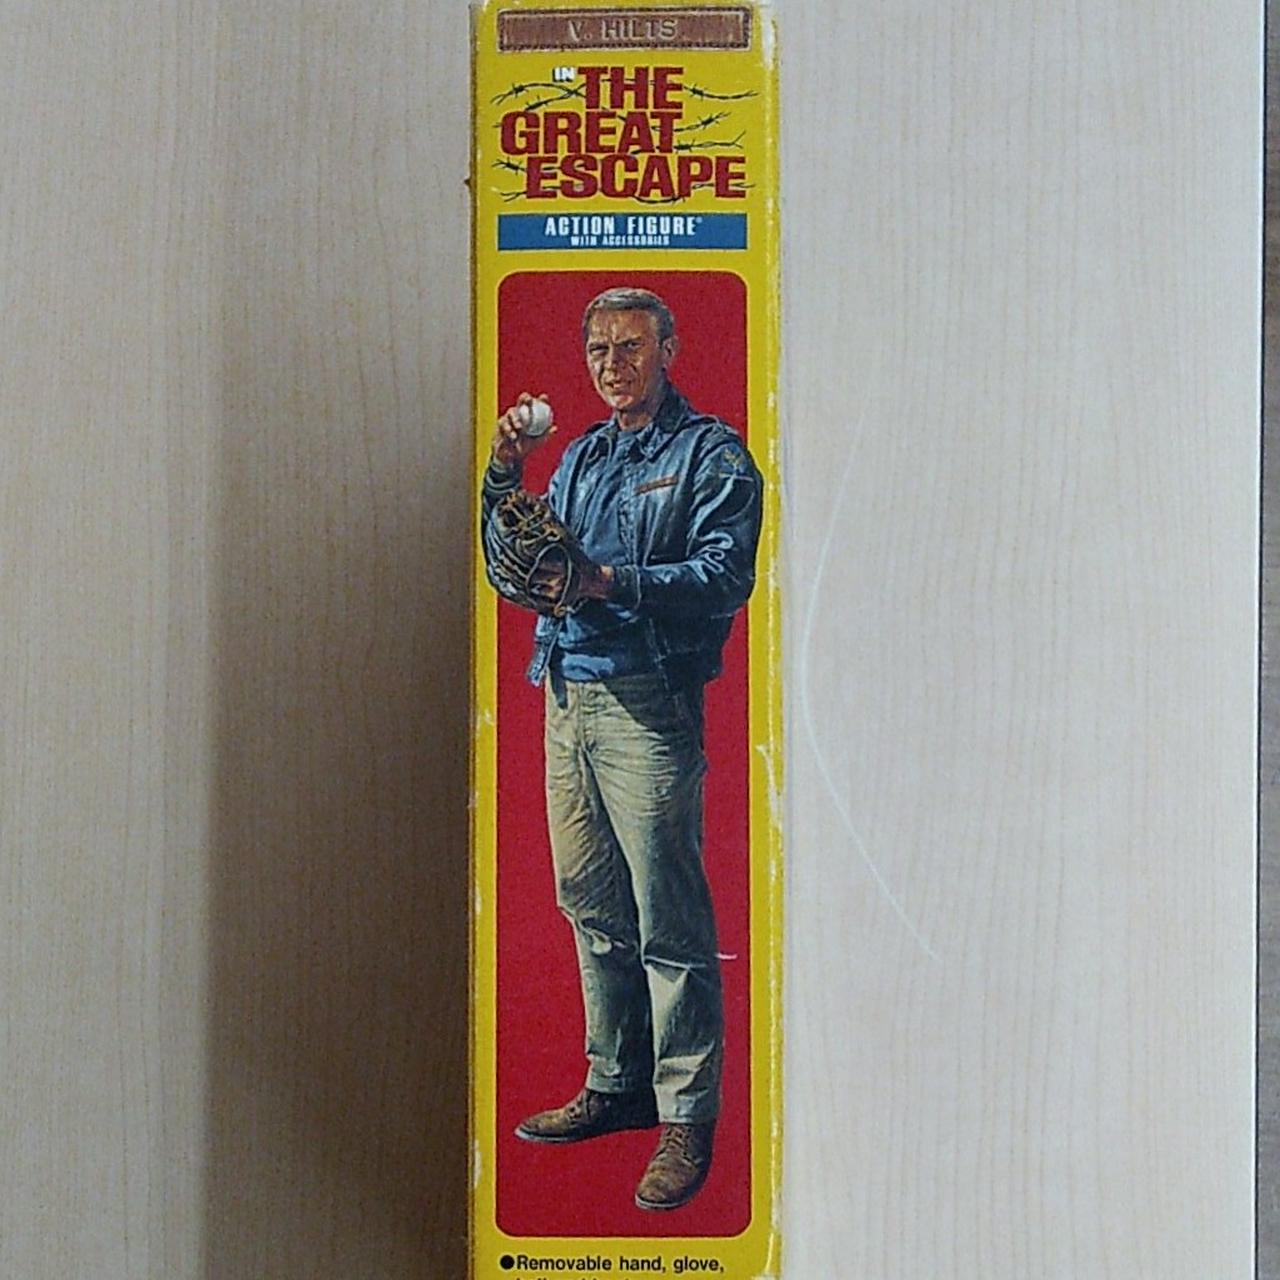 V. HILTS
IN THE
GREAT
ESCAPE
ACTION FIGURE®
WITH ACCESSORIES
●Removable hand, glove,